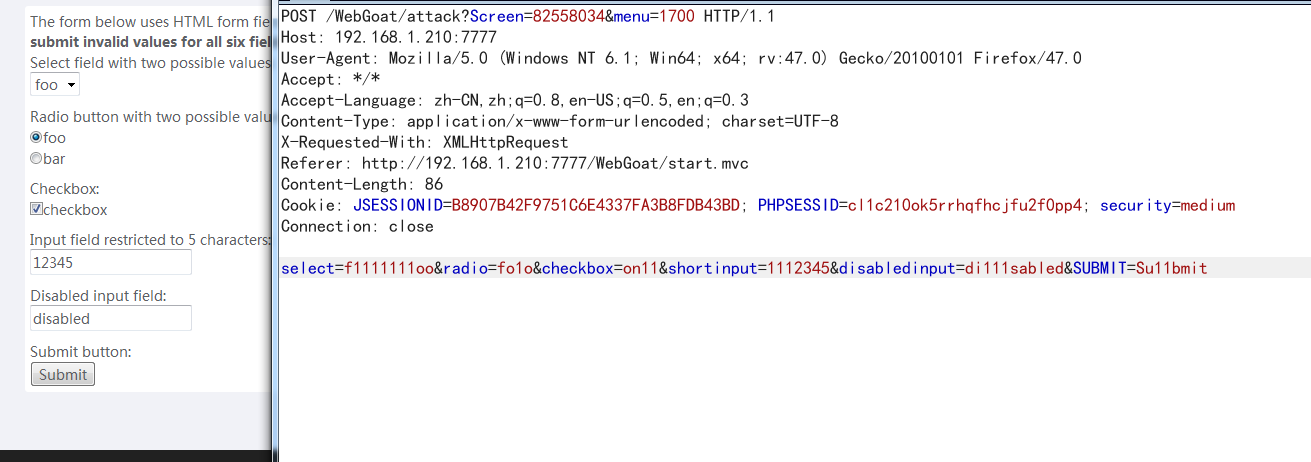 The form below uses HTML form fie
submit invalid values for all six fiel
Select field with two possible values
foo
Radio button with two possible valu
foo
bar
Checkbox:
checkbox
Input field restricted to 5 characters:
12345
Disabled input field:
disabled
Submit button:
Submit
POST /WebGoat/attack?Screen=82558034&menu=1700 HTTP/1.1
Host: 192.168.1.210:7777
User-Agent: Mozilla/5.0 (Windows NT 6.1; Win64; x64; rv:47.0) Gecko/20100101 Firefox/47.0
Accept: */*
Accept-Language: zh-CN,zh;q=0.8,en-US;q=0.5,en;q=0.3
Content-Type: application/x-www-form-urlencoded; charset=UTF-8
X-Requested-With: XMLHttpRequest
Referer: http://192.168.1.210:7777/WebGoat/start.mvc
Content-Length: 86
Cookie: JSESSIONID=B8907B42F9751C6E4337FA3B8FDB43BD; PHPSESSID=cl1c210ok5rrhqfhcjfu2f0pp4; security=medium
Connection: close
select=f1111111oo&radio=fo1o&checkbox=on11&shortinput=1112345&disabledinput=di111sabled&SUBMIT=Su11bmit